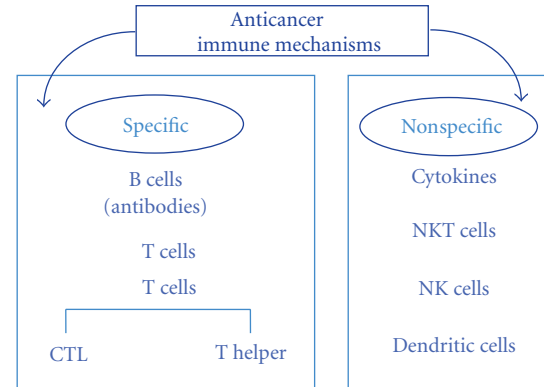 Anticancer
immune mechanisms
Specific
B cells
(antibodies)
T cells
T cells
CTL
T helper
Nonspecific
Cytokines
NKT cells
NK cells
Dendritic cells